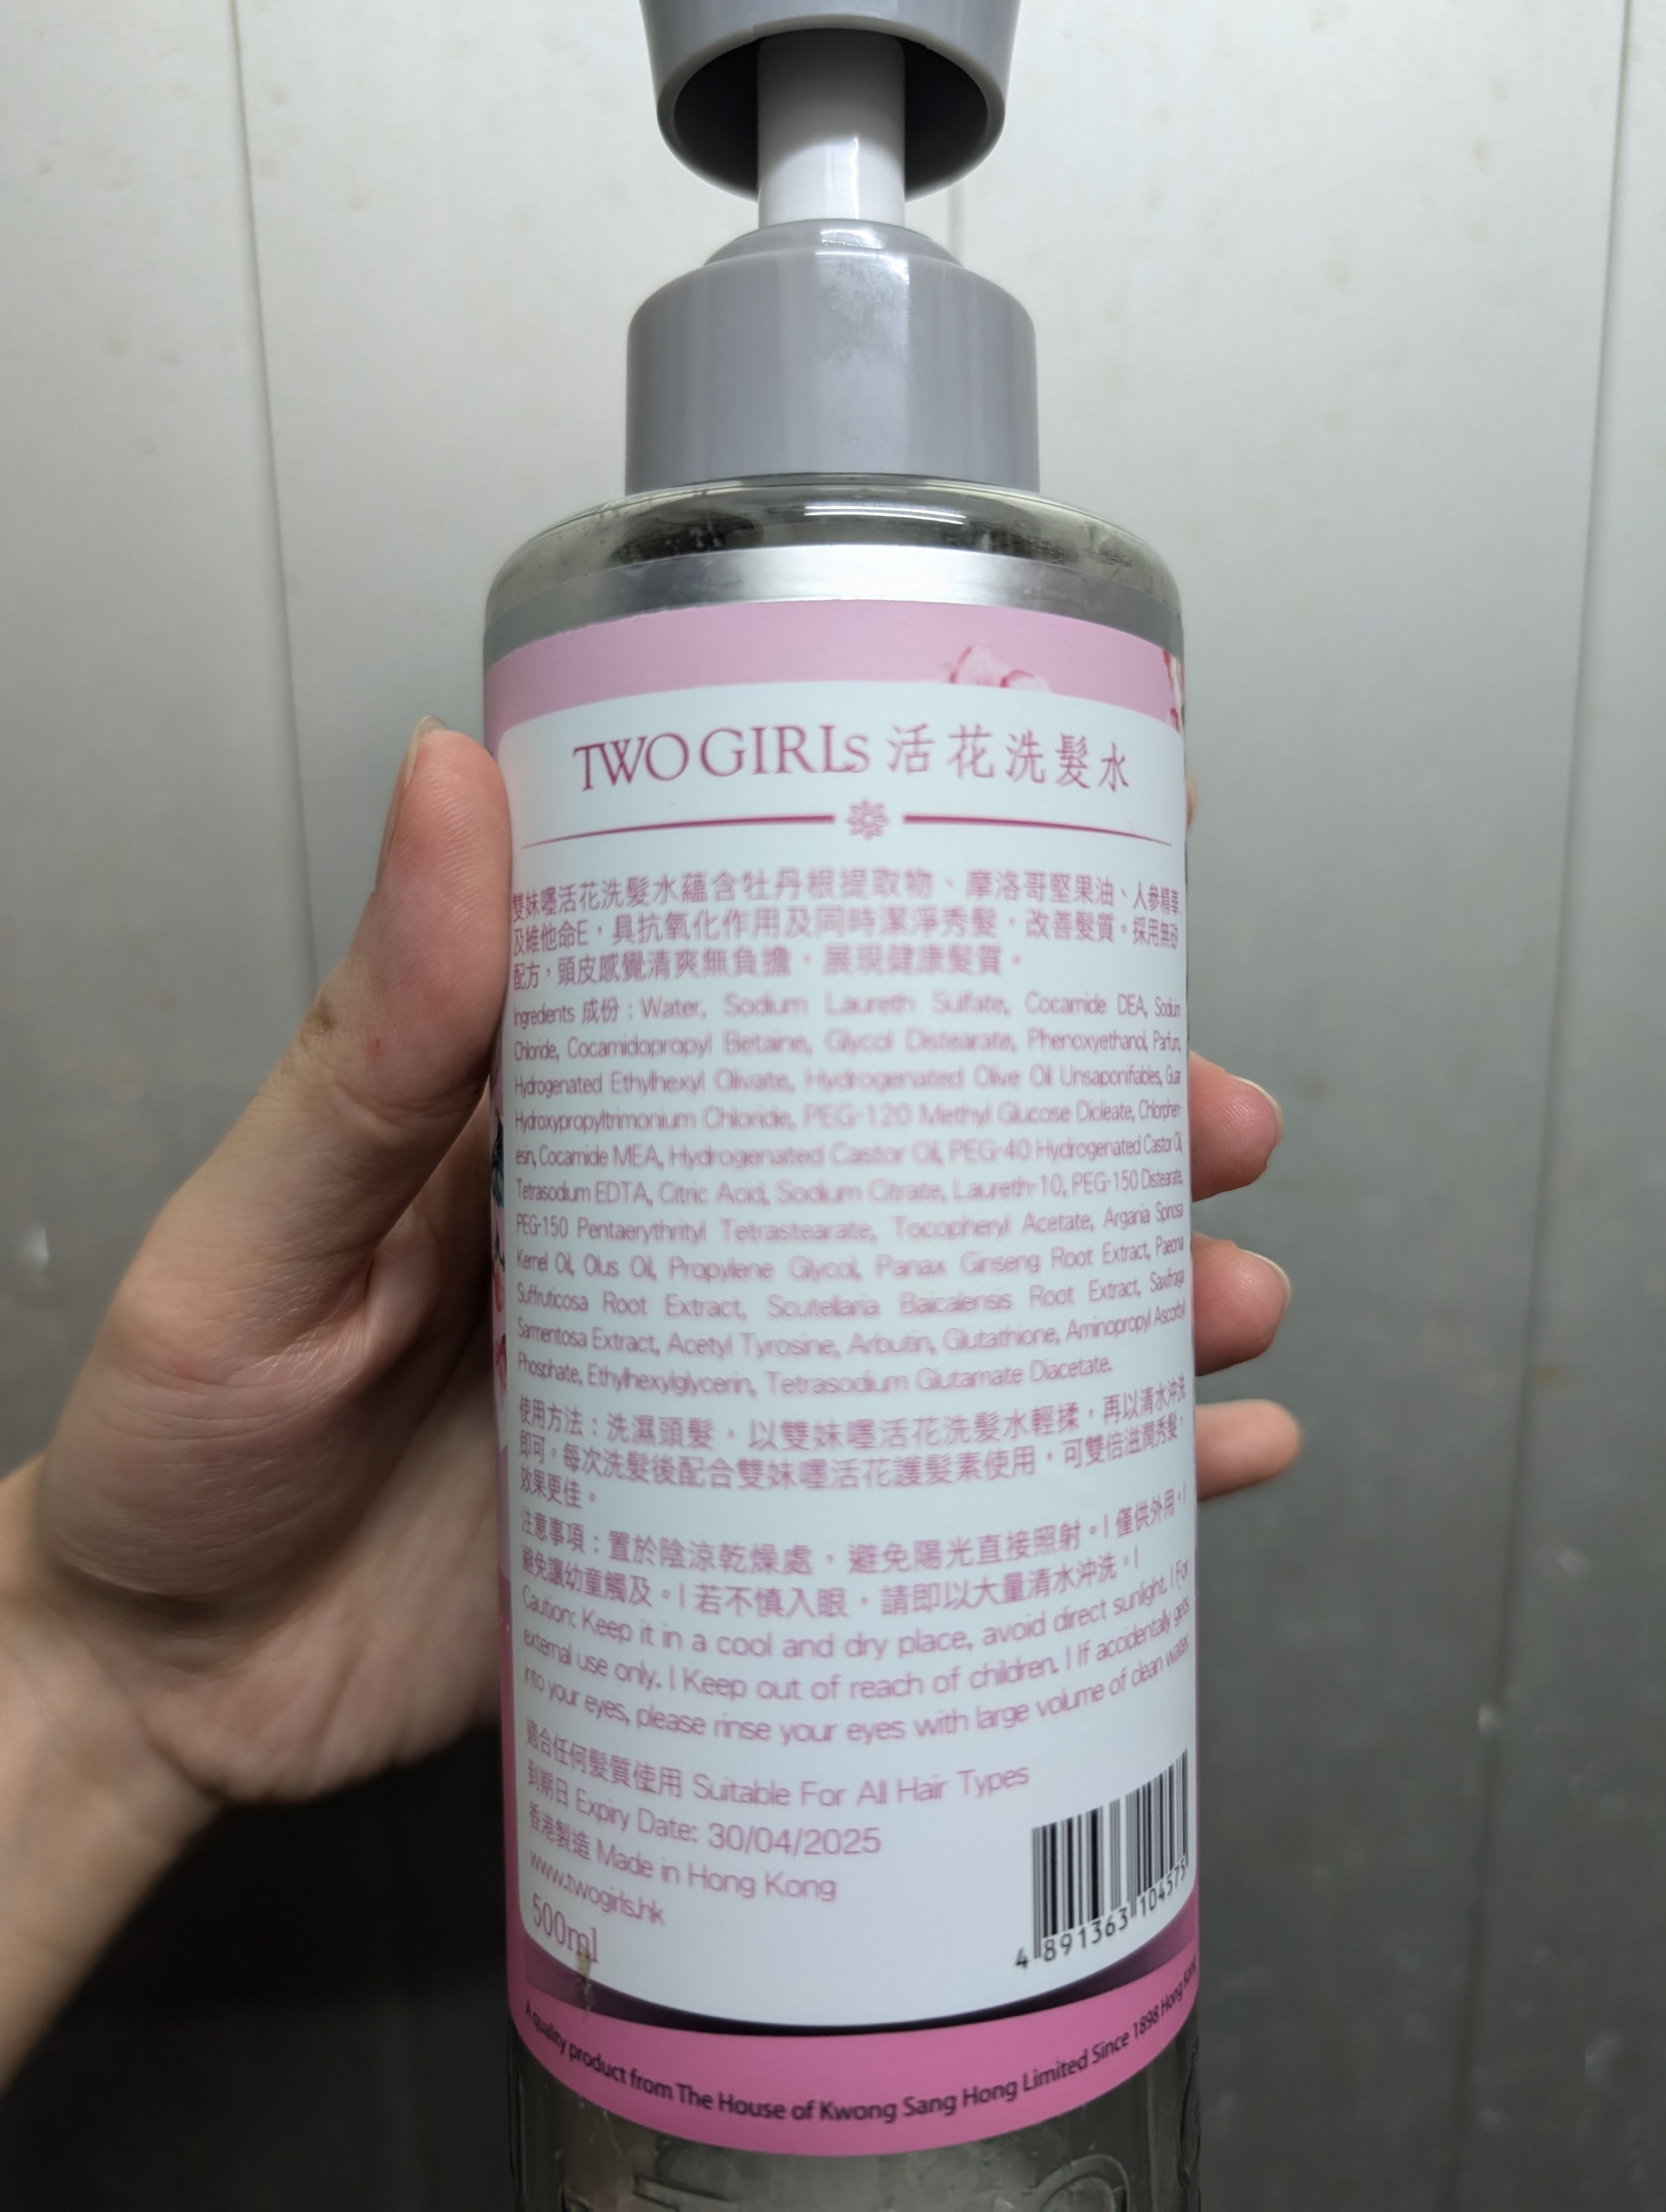 TWO GIRLS 活花洗髮水
雙妹嚜活花洗髮水蘊含牡丹根提取物、摩洛哥堅果油、人參精華
及維他命E，具抗氧化作用及同時潔淨秀髮，改善髮質。採用無矽
配方，頭皮感覺清爽無負擔，展現健康髮質。
Ingredients 成份：Water, Sodium Laureth Sulfate, Cocamide DEA, Sodium
Chloride, Cocamidopropyl Betaine, Glycol Distearate, Phenoxyethanol, Parfum,
Hydrogenated Ethylhexyl Olivate, Hydrogenated Olive Oil Unsaponifiables, Guar
Hydroxypropyltrimonium Chloride, PEG-120 Methyl Glucose Dioleate, Chlorphen-
esin, Cocamide MEA, Hydrogenated Castor Oil, PEG-40 Hydrogenated Castor Oil,
Tetrasodium EDTA, Citric Acid, Sodium Citrate, Laureth-10, PEG-150 Distearate,
PEG-150 Pentaerythrityl Tetrastearate, Tocopheryl Acetate, Argania Spinosa
Kernel Oil, Olus Oil, Propylene Glycol, Panax Ginseng Root Extract, Paeonia
Suffruticosa Root Extract, Scutellaria Baicalensis Root Extract, Saxifraga
Sarmentosa Extract, Acetyl Tyrosine, Arbutin, Glutathione, Aminopropyl Ascorbyl
Phosphate, Ethylhexylglycerin, Tetrasodium Glutamate Diacetate.
使用方法：洗濕頭髮，以雙妹嚜活花洗髮水輕揉，再以清水沖洗
即可。每次洗髮後配合雙妹嚜活花護髮素使用，可雙倍滋潤秀髮，
效果更佳。
注意事項：置於陰涼乾燥處，避免陽光直接照射。| 僅供外用。|
避免讓幼童觸及。| 若不慎入眼，請即以大量清水沖洗。|
Caution: Keep it in a cool and dry place, avoid direct sunlight. | For
external use only. | Keep out of reach of children. | If accidentally gets
into your eyes, please rinse your eyes with large volume of clean water.
適合任何髮質使用 Suitable For All Hair Types
到期日 Expiry Date: 30/04/2025
香港製造 Made in Hong Kong
www.twogirls.hk
500ml
4 891363 104575
A quality product from The House of Kwong Sang Hong Limited Since 1898 Hong Kong